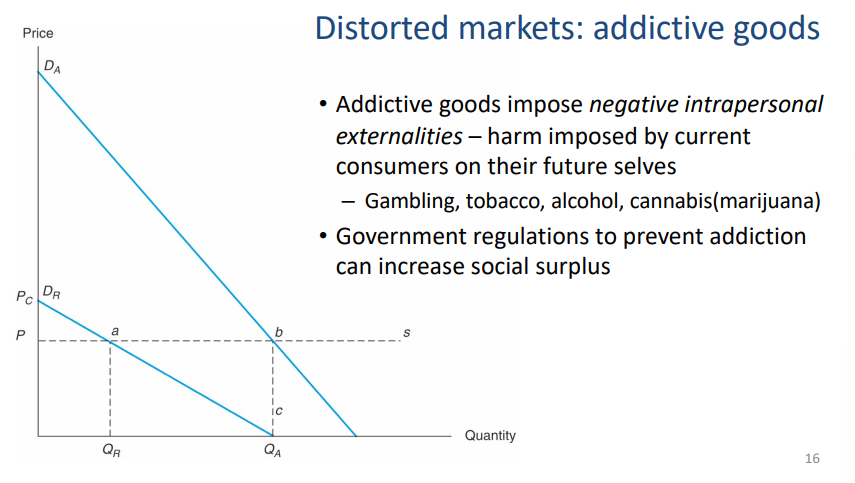 Distorted markets: addictive goods
• Addictive goods impose negative intrapersonal
externalities – harm imposed by current
consumers on their future selves
– Gambling, tobacco, alcohol, cannabis(marijuana)
• Government regulations to prevent addiction
can increase social surplus
Price
D_A
P_C
D_R
P
a
b
s
c
Quantity
Q_R
Q_A
16